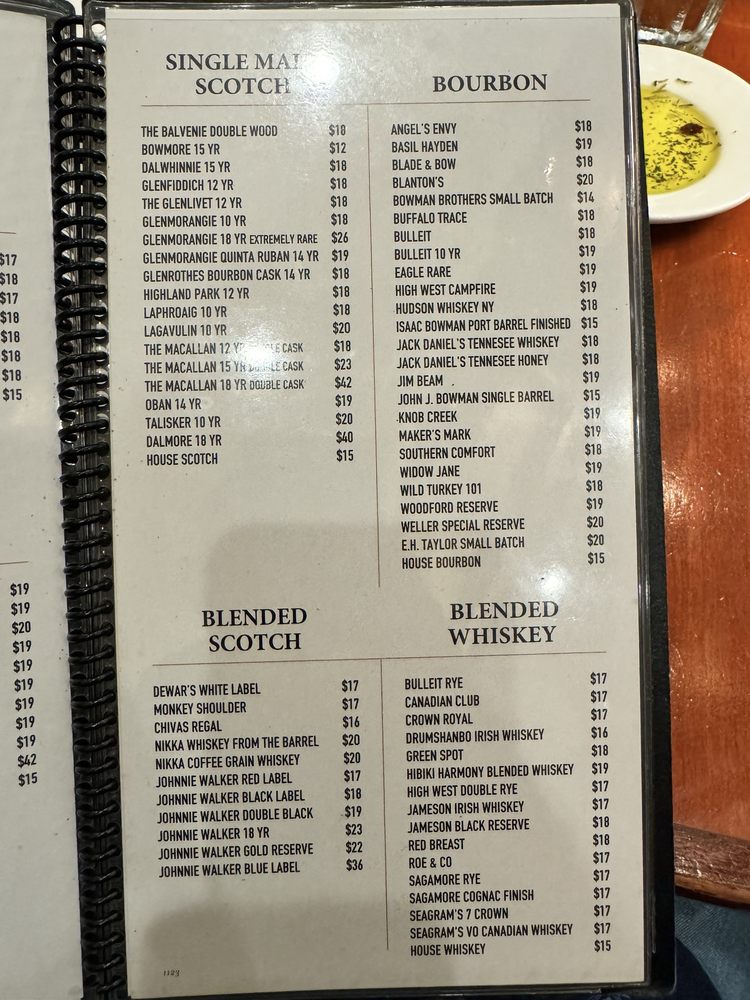 $17
$18
$17
$18
$18
$18
$18
$15
$19
$19
$20
$19
$19
$19
$19
$19
$19
$42
$15
SINGLE
SCOTCH
THE BALVENIE DOUBLE WOOD $18
BOWMORE 15 YR $12
DALWHINNIE 15 YR $18
GLENFIDDICH 12 YR $18
THE GLENLIVET 12 YR $18
GLENMORANGIE 10 YR $18
GLENMORANGIE 18 YR EXTREMELY RARE $26
GLENMORANGIE QUINTA RUBAN 14 YR $19
GLENROTHES BOURBON CASK 14 YR $18
HIGHLAND PARK 12 YR $18
LAPHROAIG 10 YR $18
LAGAVULIN 10 YR $20
THE MACALLAN 12 YR DOUBLE CASK $18
THE MACALLAN 15 YR DOUBLE CASK $23
THE MACALLAN 18 YR DOUBLE CASK $42
OBAN 14 YR $19
TALISKER 10 YR $20
DALMORE 18 YR $40
HOUSE SCOTCH $15
BOURBON
ANGEL'S ENVY $18
BASIL HAYDEN $19
BLADE & BOW $18
BLANTON'S $20
BOWMAN BROTHERS SMALL BATCH $14
BUFFALO TRACE $18
BULLEIT $18
BULLEIT 10 YR $19
EAGLE RARE $19
HIGH WEST CAMPFIRE $19
HUDSON WHISKEY NY $18
ISAAC BOWMAN PORT BARREL FINISHED $15
JACK DANIEL'S TENNESEE WHISKEY $18
JACK DANIEL'S TENNESEE HONEY $18
JIM BEAM $19
JOHN J. BOWMAN SINGLE BARREL $15
KNOB CREEK $19
MAKER'S MARK $19
SOUTHERN COMFORT $18
WIDOW JANE $19
WILD TURKEY 101 $18
WOODFORD RESERVE $19
WELLER SPECIAL RESERVE $20
E.H. TAYLOR SMALL BATCH $20
HOUSE BOURBON $15
BLENDED
SCOTCH
DEWAR'S WHITE LABEL $17
MONKEY SHOULDER $17
CHIVAS REGAL $16
NIKKA WHISKEY FROM THE BARREL $20
NIKKA COFFEE GRAIN WHISKEY $20
JOHNNIE WALKER RED LABEL $17
JOHNNIE WALKER BLACK LABEL $18
JOHNNIE WALKER DOUBLE BLACK $19
JOHNNIE WALKER 18 YR $23
JOHNNIE WALKER GOLD RESERVE $22
JOHNNIE WALKER BLUE LABEL $36
BLENDED
WHISKEY
BULLEIT RYE $17
CANADIAN CLUB $17
CROWN ROYAL $17
DRUMSHANBO IRISH WHISKEY $16
GREEN SPOT $18
HIBIKI HARMONY BLENDED WHISKEY $19
HIGH WEST DOUBLE RYE $17
JAMESON IRISH WHISKEY $17
JAMESON BLACK RESERVE $18
RED BREAST $18
ROE & CO $17
SAGAMORE RYE $17
SAGAMORE COGNAC FINISH $17
SEAGRAM'S 7 CROWN $17
SEAGRAM'S VO CANADIAN WHISKEY $17
HOUSE WHISKEY $15
1123